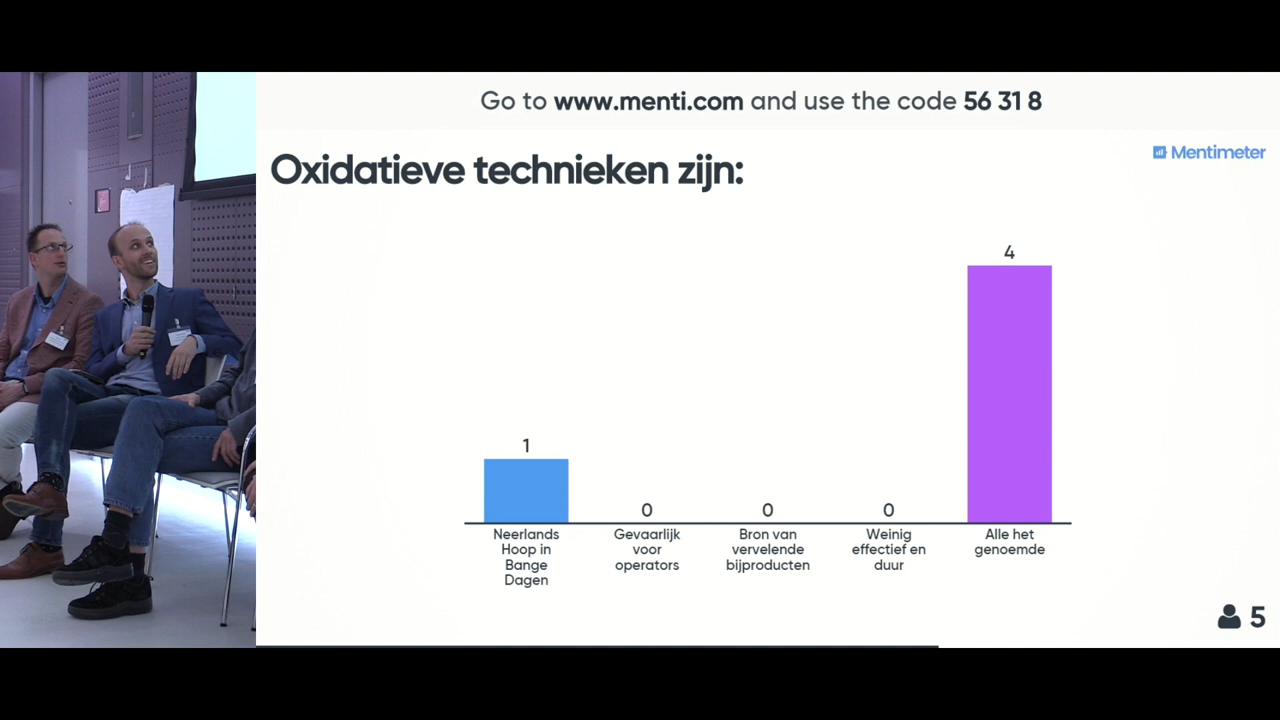 Go to www.menti.com and use the code 56 31 8
Mentimeter
Oxidatieve technieken zijn:
4
1
0
0
0
Neerlands
Hoop in
Bange
Dagen
Gevaarlijk
voor
operators
Bron van
vervelende
bijproducten
Weinig
effectief en
duur
Alle het
genoemde
5